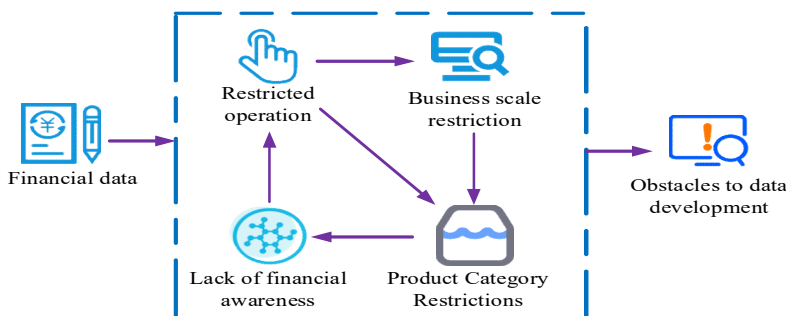 Restricted
operation
Business scale
restriction
Financial data
Obstacles to data
development
Lack of financial
awareness
Product Category
Restrictions
¥
!